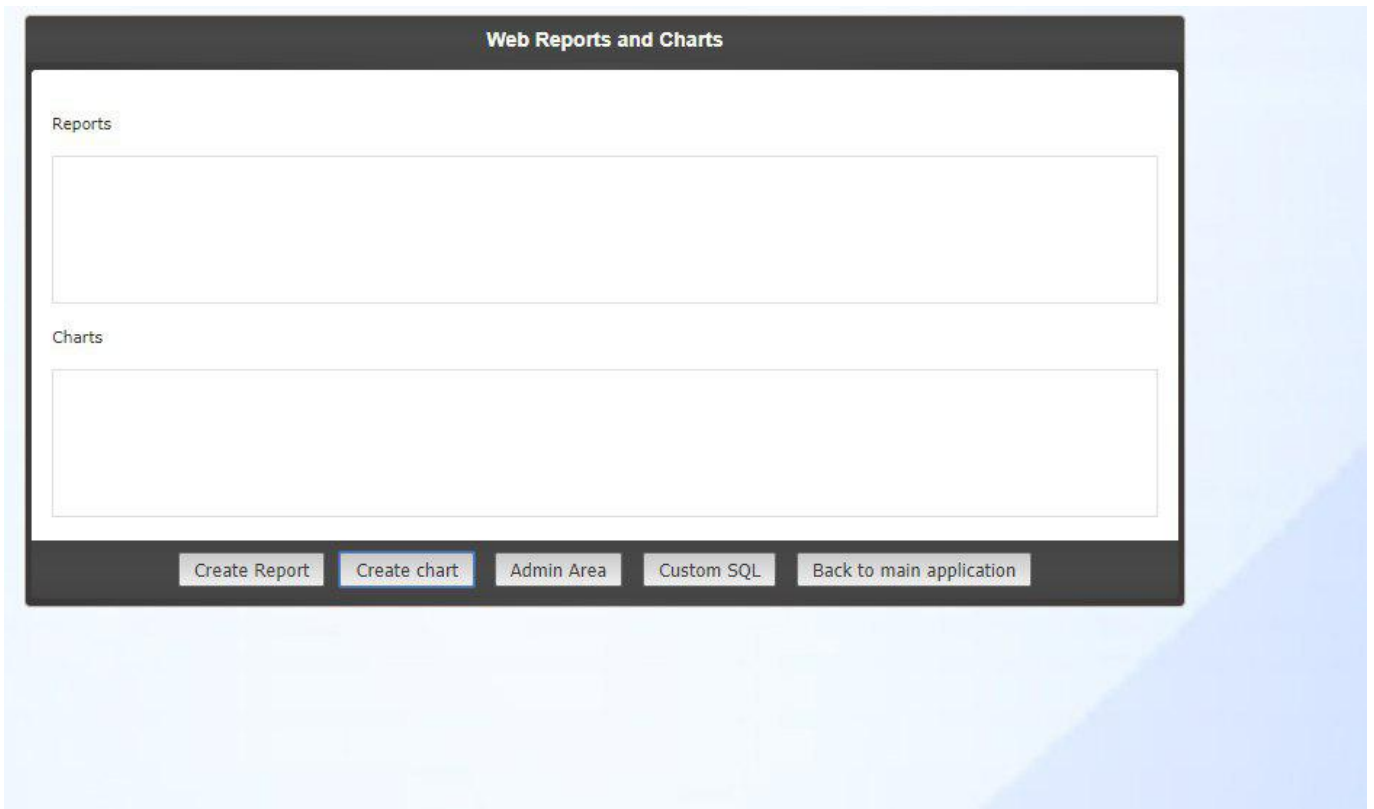 Web Reports and Charts
Reports
Charts
Create Report Create chart Admin Area Custom SQL Back to main application